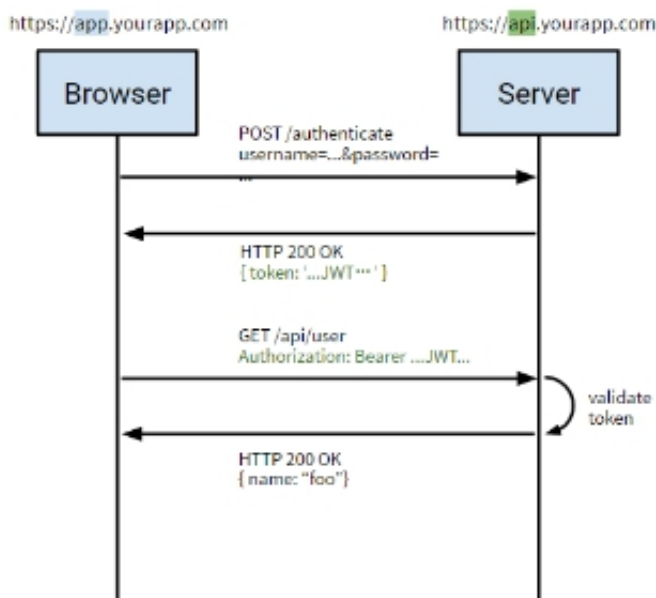 https://app.yourapp.com
https://api.yourapp.com
Browser
Server
POST /authenticate
username=...&password=
...
HTTP 200 OK
{ token: '...JWT...' }
GET /api/user
Authorization: Bearer ....JWT...
validate
token
HTTP 200 OK
{ name: "foo"}